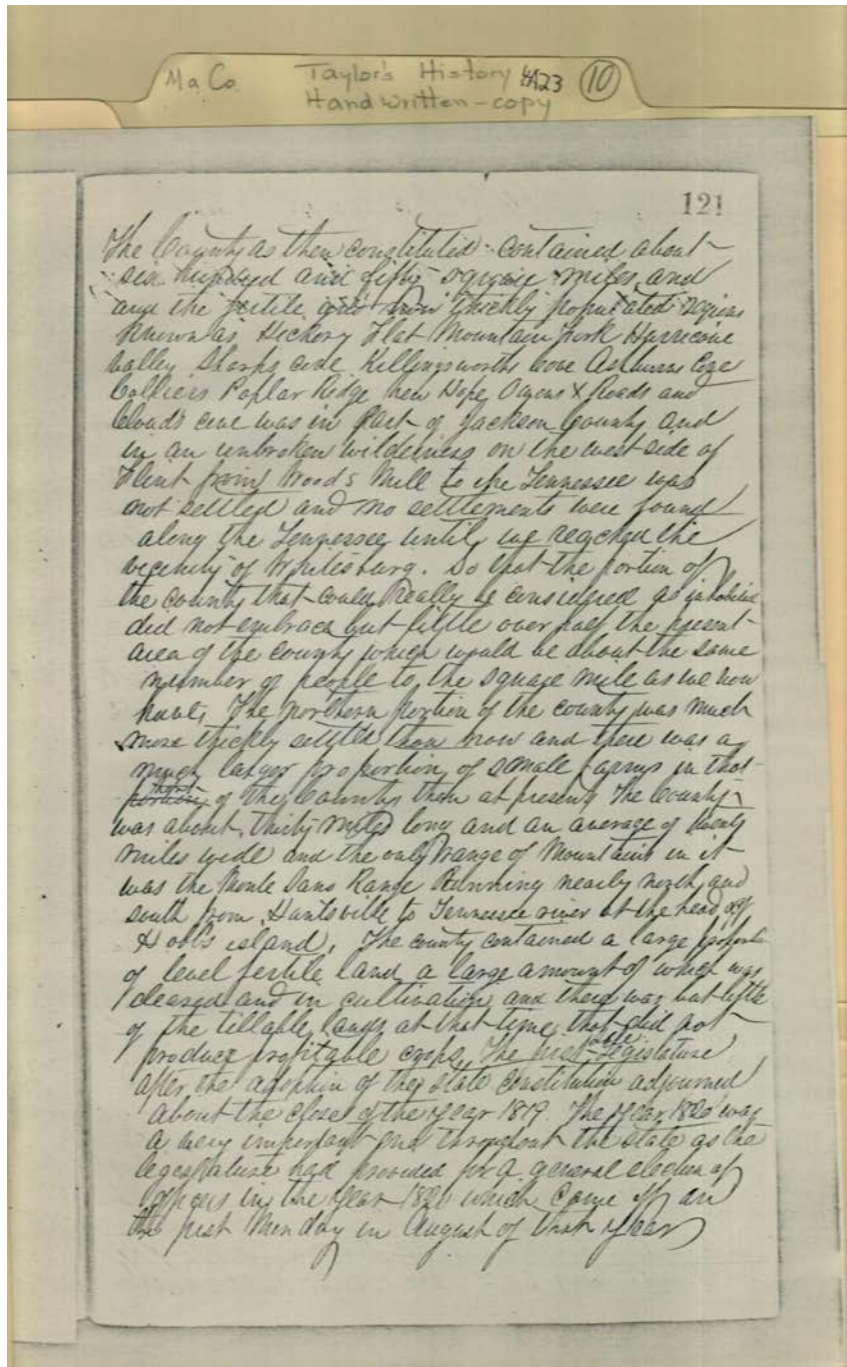 Ma Co. Taylor's History 4A23 10
Handwritten - copy
121
The County as then constituted contained about
six hundred and fifty square miles and
all the fertile and now thickly populated regions
known as Hickory Flat Mountain fork Hurricane
valley Sharps cove Killingsworths cove Ashburns Cove
Colliers Poplar Ridge New Hope Owens X Roads and
Clouds cove was in part of Jackson County and
in an unbroken wilderness on the west side of
Flint from Woods Mill to the Tennessee was
not settled and no settlements were found
along the Tennessee until we reached the
vicinity of Whitesburg. So that the portion of
the county that could really be considered as inhabited
did not embrace but little over half the present
area of the county which would be about the same
number of people to the square mile as we now
have, The northern portion of the county was much
more thickly settled than now and there was a
much larger proportion of small farms in that
portion of the County then at present The County
was about thirty miles long and an average of twenty
miles wide and the only range of Mountains in it
was the Monte Sano Range Running nearly north and
south from Huntsville to Tennessee river at the head of
Hobbs island, The county contained a large proportion
of level fertile land a large amount of which was
cleared and in cultivation and there was but little
of the tillable lands at that time that did not
produce profitable crops, The first State Legislature
after the adoption of the state constitution adjourned
about the close of the year 1819. The year 1820 was
a very important one throughout the state as the
legislature had provided for a general election of
officers in the year 1820 which came off on
the first Monday in August of that year